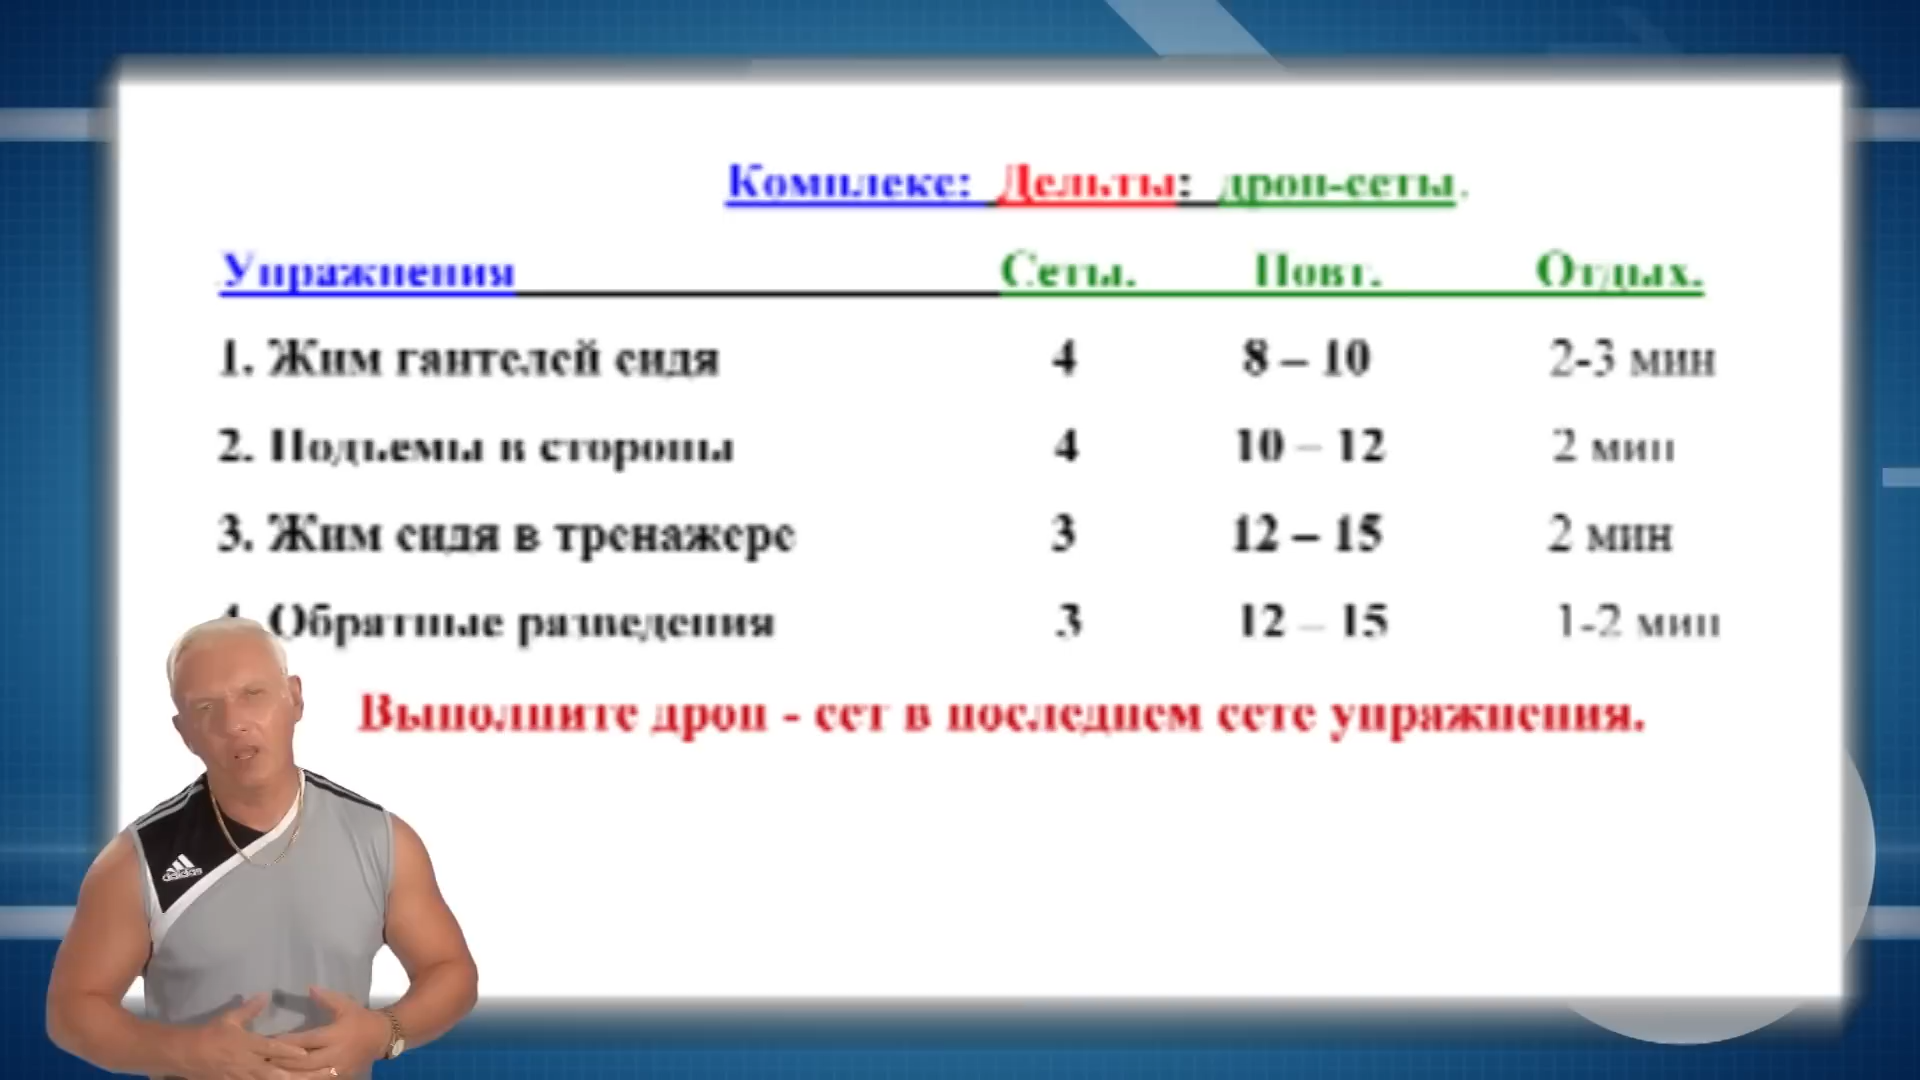 Комплекс: Дельты: дроп-сеты.
Упражнения Сеты. Повт. Отдых.
1. Жим гантелей сидя 4 8 – 10 2-3 мин
2. Подъемы в стороны 4 10 – 12 2 мин
3. Жим сидя в тренажере 3 12 – 15 2 мин
4. Обратные разведения 3 12 – 15 1-2 мин
Выполните дроп - сет в последнем сете упражнения.
adidas